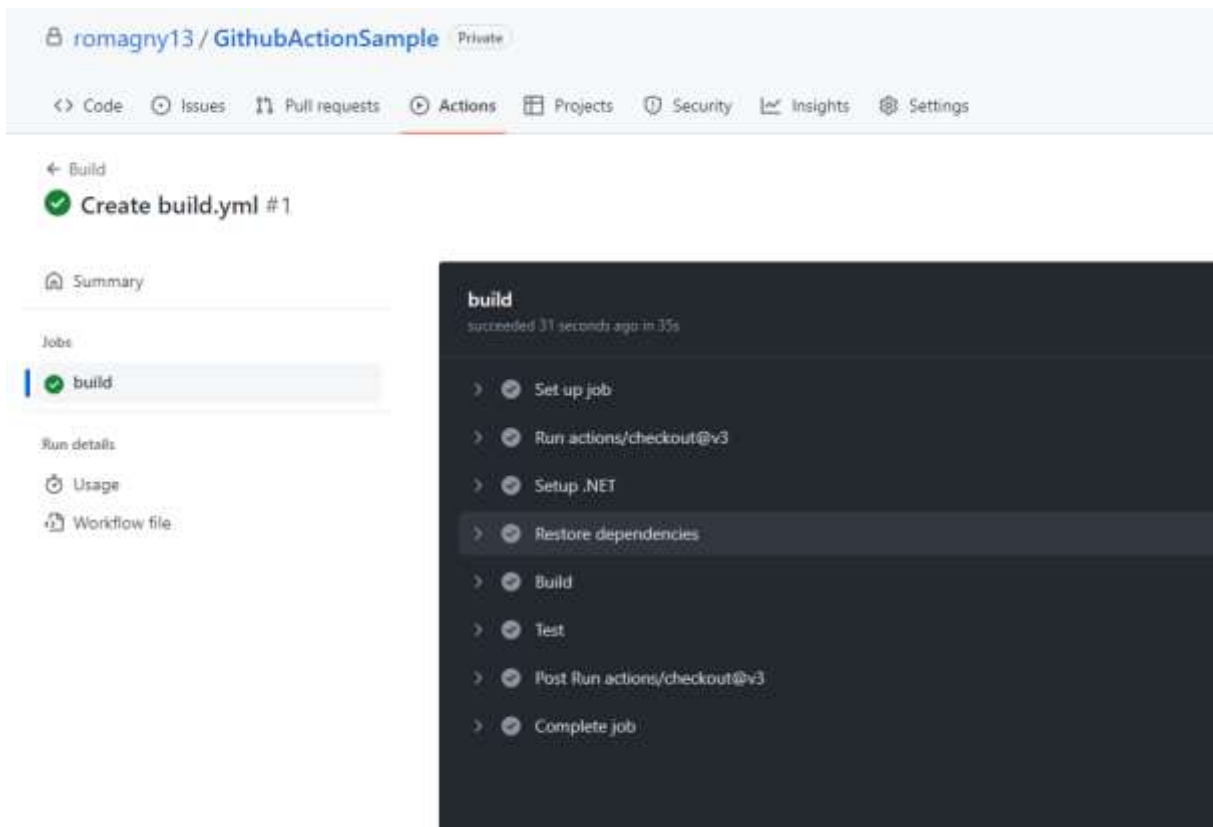 romagny13 / GithubActionSample Private
<> Code Issues Pull requests Actions Projects Security Insights Settings
← Build
Create build.yml #1
Summary
Jobs
build
Run details
Usage
Workflow file
build
succeeded 31 seconds ago in 35s
Set up job
Run actions/checkout@v3
Setup .NET
Restore dependencies
Build
Test
Post Run actions/checkout@v3
Complete job